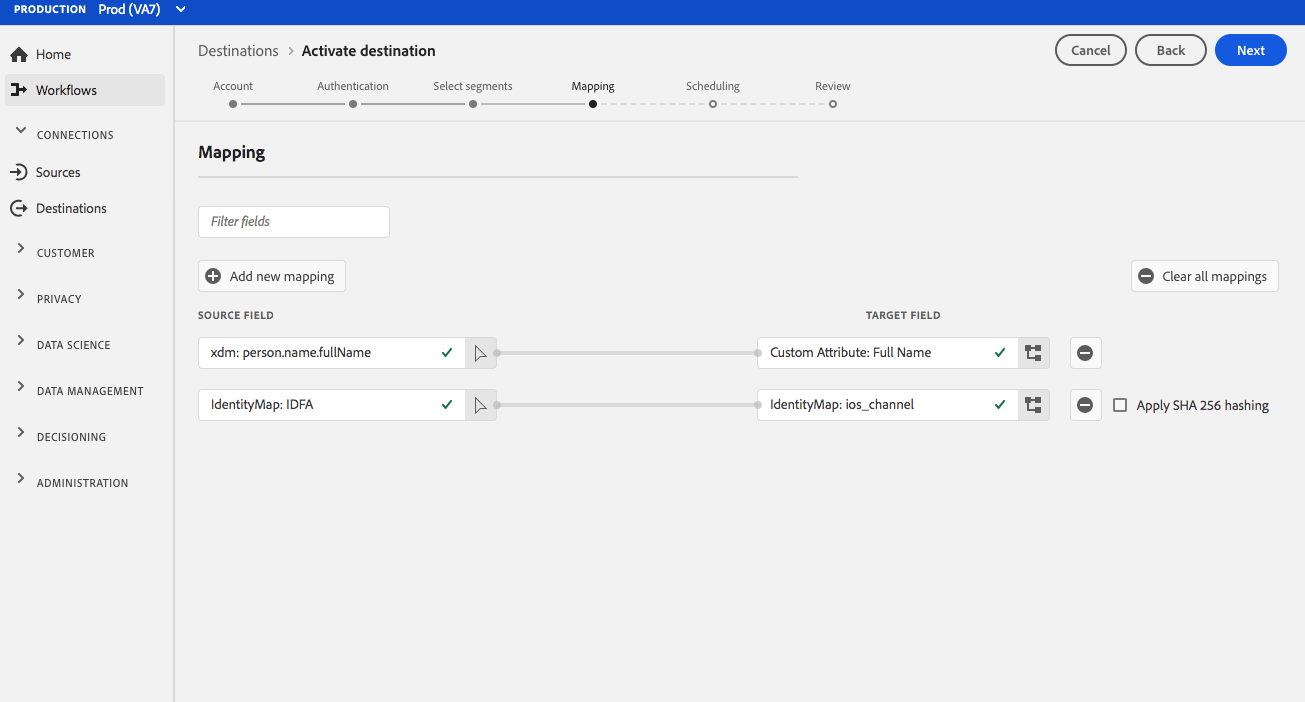 PRODUCTION Prod (VA7)
Home
Workflows
CONNECTIONS
Sources
Destinations
CUSTOMER
PRIVACY
DATA SCIENCE
DATA MANAGEMENT
DECISIONING
ADMINISTRATION
Destinations > Activate destination
Cancel
Back
Next
Account
Authentication
Select segments
Mapping
Scheduling
Review
Mapping
Filter fields
Add new mapping
Clear all mappings
SOURCE FIELD
TARGET FIELD
xdm: person.name.fullName
Custom Attribute: Full Name
IdentityMap: IDFA
IdentityMap: ios_channel
Apply SHA 256 hashing